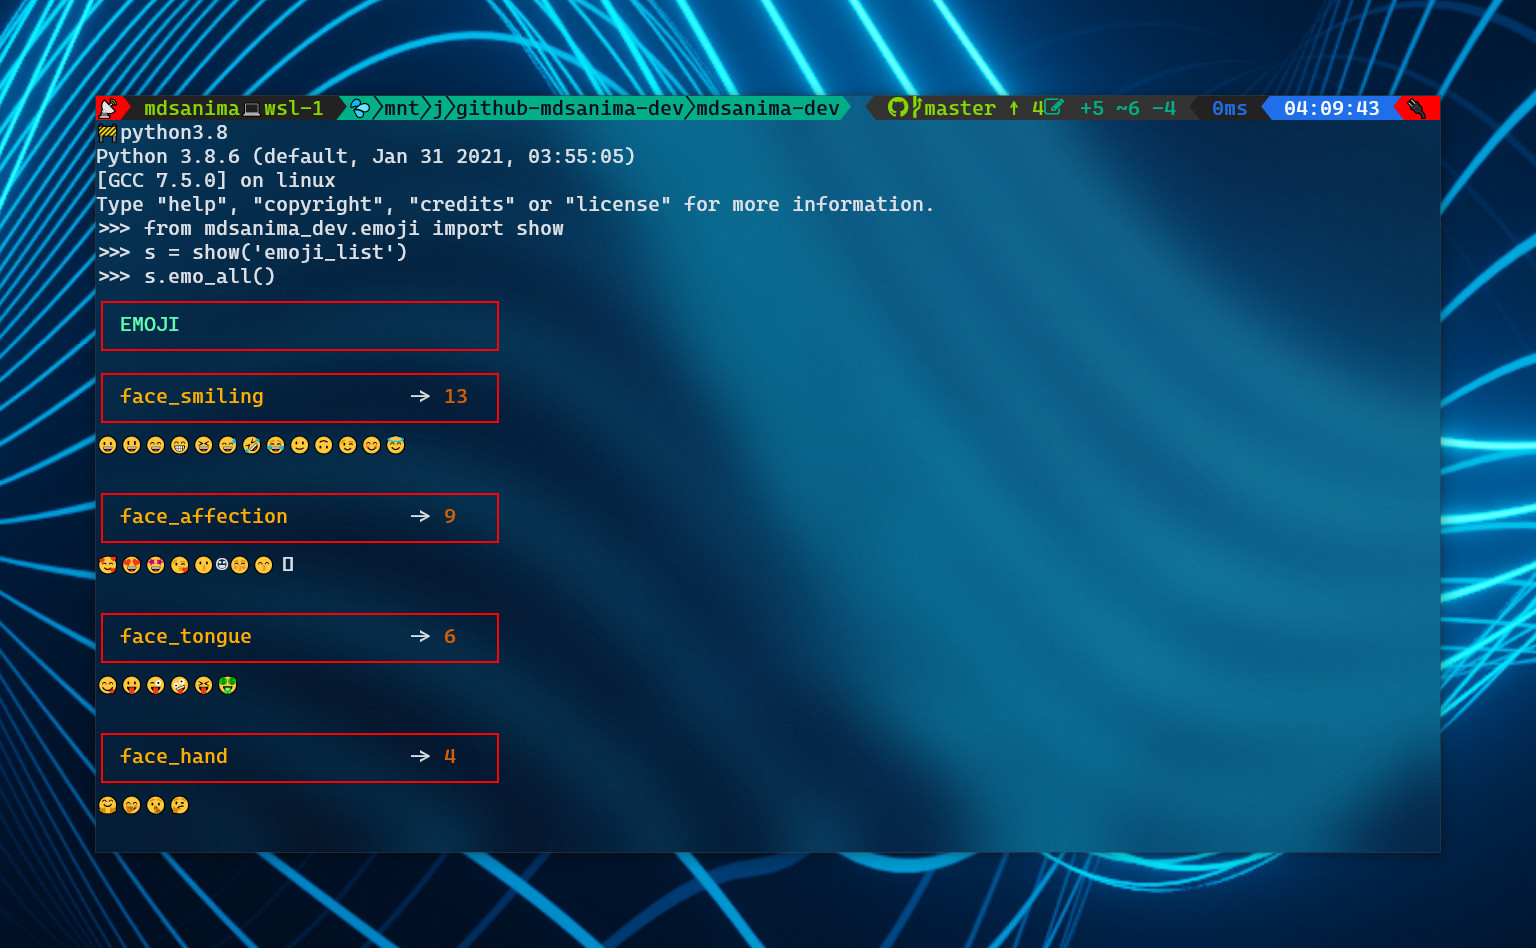 mdsanima💻wsl-1 mnt j github-mdsanima-dev mdsanima-dev master ↑ 4 +5 ~6 -4 0ms 04:09:43
🚧python3.8
Python 3.8.6 (default, Jan 31 2021, 03:55:05)
[GCC 7.5.0] on linux
Type "help", "copyright", "credits" or "license" for more information.
>>> from mdsanima_dev.emoji import show
>>> s = show('emoji_list')
>>> s.emo_all()
EMOJI
face_smiling → 13
😀😃😄😁😆😅🤣😂🙂🙃😉😊😇
face_affection → 9
🥰😍🤩😘😗☺😚😙
face_tongue → 6
😋😛😜🤪😝🤑
face_hand → 4
🤗🤭🤫🤔